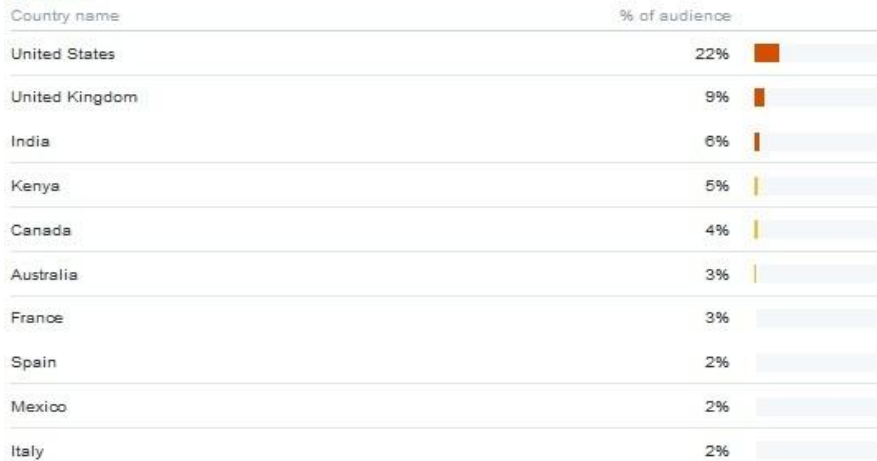 Country name % of audience
United States 22%
United Kingdom 9%
India 6%
Kenya 5%
Canada 4%
Australia 3%
France 3%
Spain 2%
Mexico 2%
Italy 2%